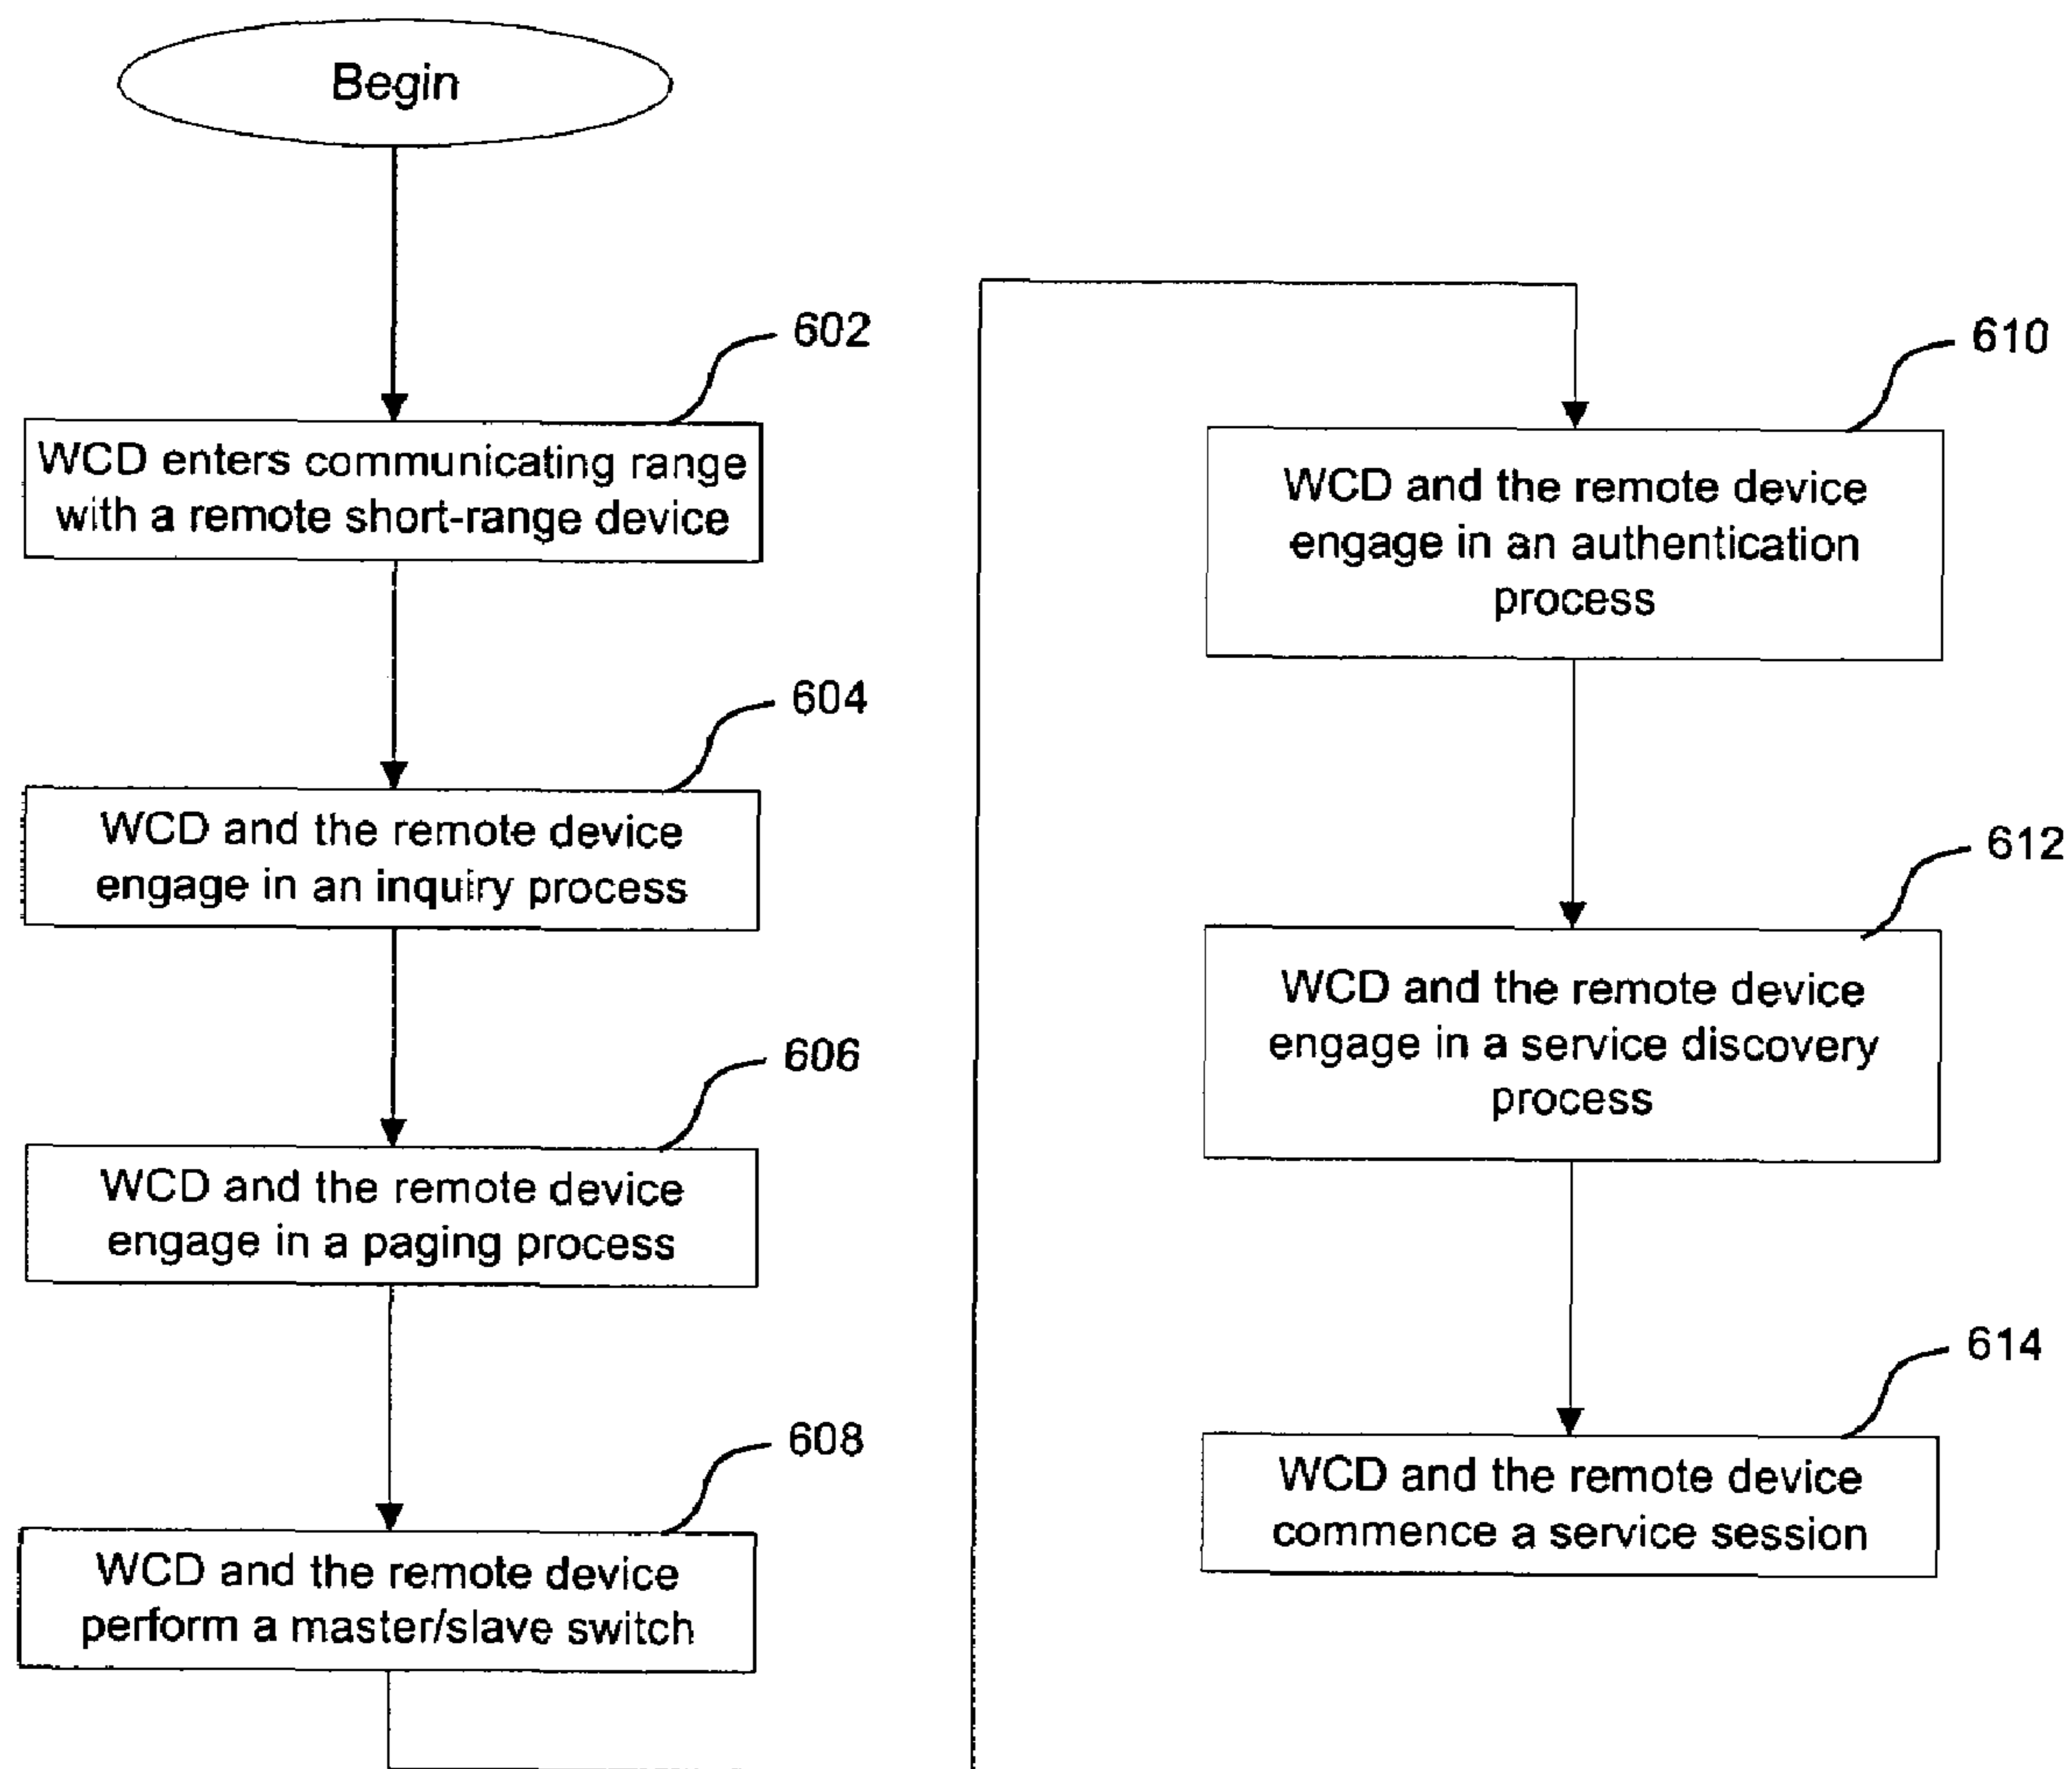 Begin
602
WCD enters communicating range
with a remote short-range device
604
WCD and the remote device
engage in an inquiry process
606
WCD and the remote device
engage in a paging process
608
WCD and the remote device
perform a master/slave switch
610
WCD and the remote device
engage in an authentication
process
612
WCD and the remote device
engage in a service discovery
process
614
WCD and the remote device
commence a service session